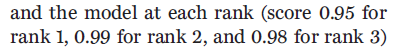 and the model at each rank (score 0.95 for
rank 1, 0.99 for rank 2, and 0.98 for rank 3)